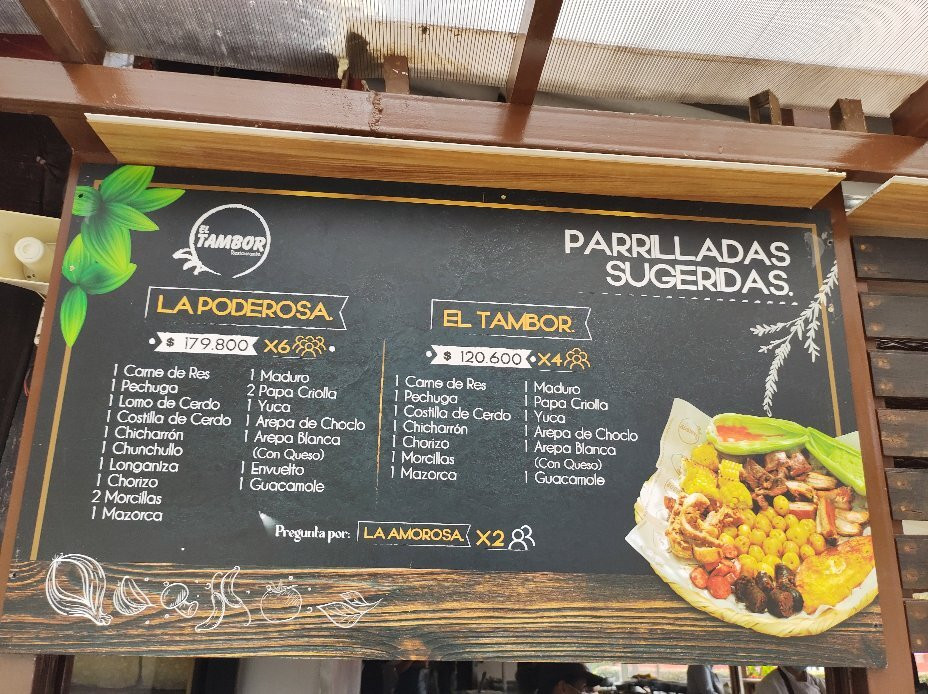 EL
TAMBOR
Restaurante
PARRILLADAS
SUGERIDAS.
LA PODEROSA.
$ 179.800 X6
1 Carne de Res
1 Pechuga
1 Lomo de Cerdo
1 Costilla de Cerdo
1 Chicharrón
1 Chunchullo
1 Longaniza
1 Chorizo
2 Morcillas
1 Mazorca
1 Maduro
2 Papa Criolla
1 Yuca
1 Arepa de Choclo
1 Arepa Blanca
(Con Queso)
1 Envuelto
1 Guacamole
EL TAMBOR.
$ 120.600 X4
1 Carne de Res
1 Pechuga
1 Costilla de Cerdo
1 Chicharrón
1 Chorizo
1 Morcillas
1 Mazorca
1 Maduro
1 Papa Criolla
1 Yuca
1 Arepa de Choclo
1 Arepa Blanca
(Con Queso)
1 Guacamole
Pregunta por: LA AMOROSA. X2